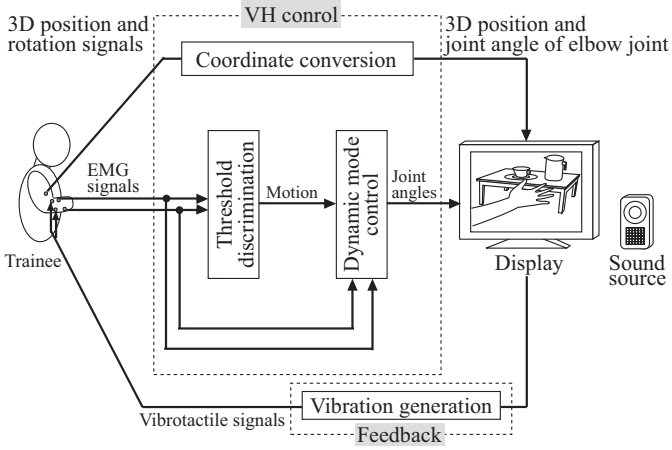 VH conrol
3D position and
rotation signals
3D position and
joint angle of elbow joint
Coordinate conversion
EMG
signals
Threshold
discrimination
Motion
Dynamic mode
control
Joint
angles
Trainee
Display
Sound
source
Vibrotactile signals
Vibration generation
Feedback